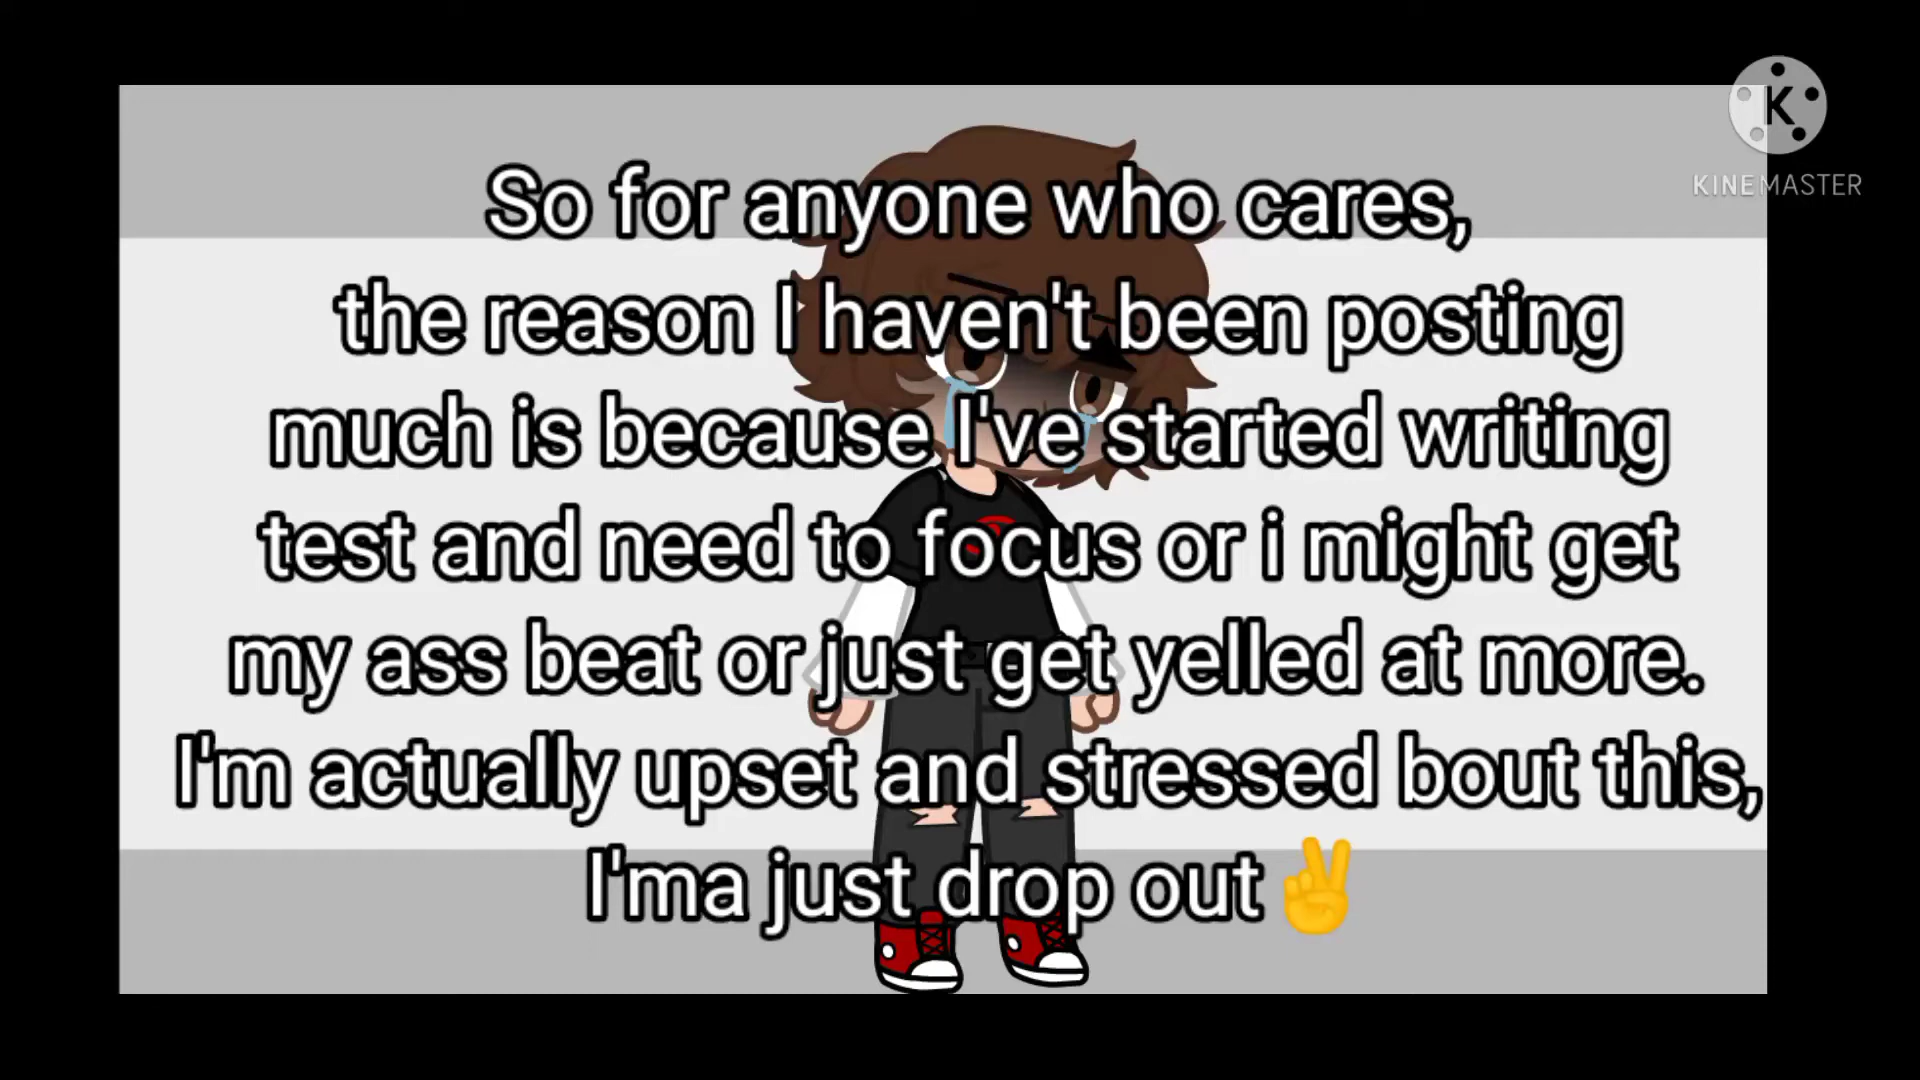 K
KINEMASTER
So for anyone who cares,
the reason I haven't been posting
much is because I've started writing
test and need to focus or i might get
my ass beat or just get yelled at more.
I'm actually upset and stressed bout this,
I'ma just drop out✌